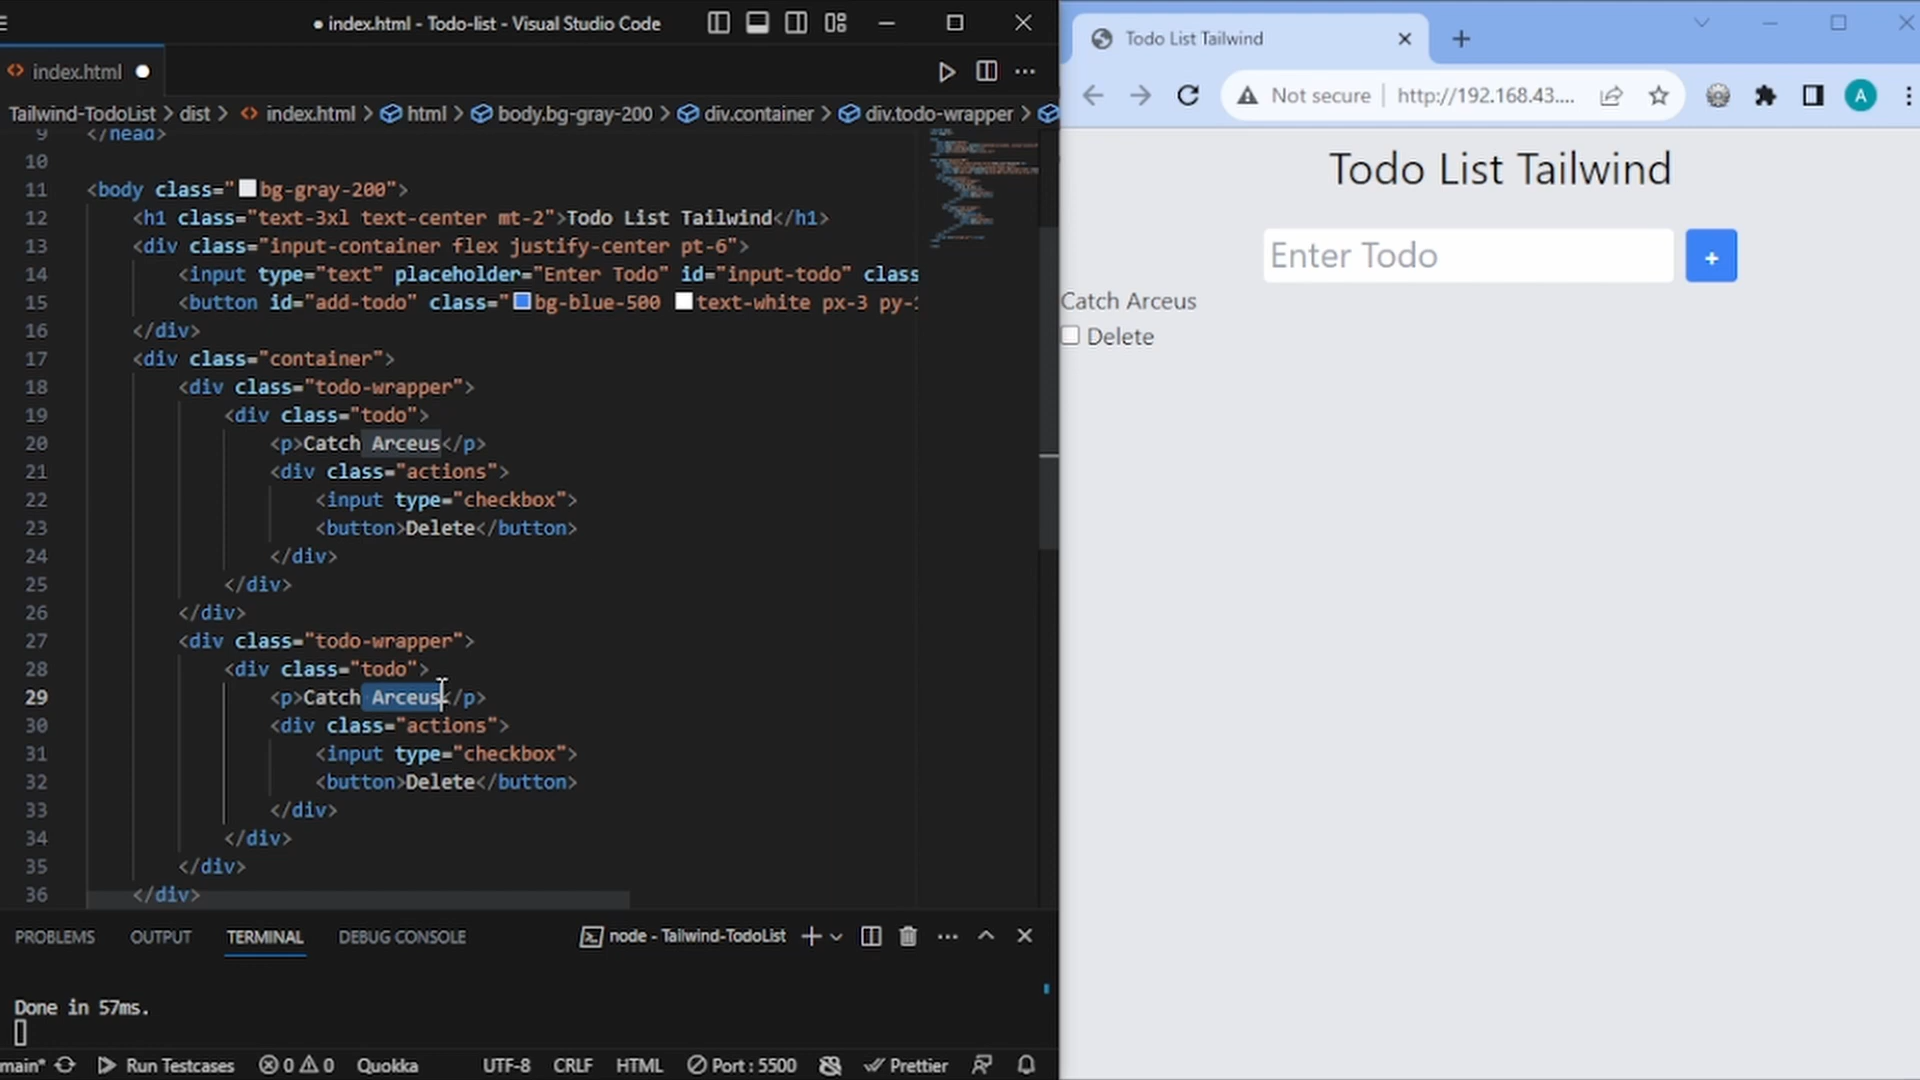 ● index.html - Todo-list - Visual Studio Code
index.html
Tailwind-TodoList > dist > index.html > html > body.bg-gray-200 > div.container > div.todo-wrapper >
9 </head>
10
11 <body class="bg-gray-200">
12 <h1 class="text-3xl text-center mt-2">Todo List Tailwind</h1>
13 <div class="input-container flex justify-center pt-6">
14 <input type="text" placeholder="Enter Todo" id="input-todo" class
15 <button id="add-todo" class="bg-blue-500 text-white px-3 py-1
16 </div>
17 <div class="container">
18 <div class="todo-wrapper">
19 <div class="todo">
20 <p>Catch Arceus</p>
21 <div class="actions">
22 <input type="checkbox">
23 <button>Delete</button>
24 </div>
25 </div>
26 </div>
27 <div class="todo-wrapper">
28 <div class="todo">
29 <p>Catch Arceus</p>
30 <div class="actions">
31 <input type="checkbox">
32 <button>Delete</button>
33 </div>
34 </div>
35 </div>
36 </div>
PROBLEMS OUTPUT TERMINAL DEBUG CONSOLE node - Tailwind-TodoList
Done in 57ms.
main* Run Testcases 0 0 Quokka UTF-8 CRLF HTML Port : 5500 Prettier
Todo List Tailwind
Not secure http://192.168.43.... A
Todo List Tailwind
Enter Todo +
Catch Arceus
Delete